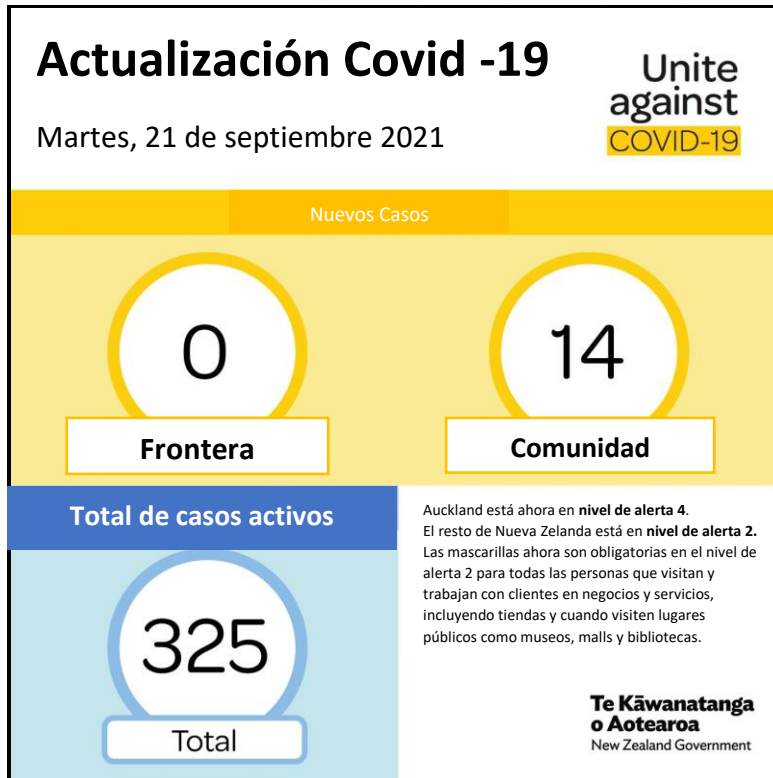 Actualización Covid -19
Martes, 21 de septiembre 2021
Unite
against
COVID-19
Nuevos Casos
0
Frontera
14
Comunidad
Total de casos activos
325
Total
Auckland está ahora en nivel de alerta 4.
El resto de Nueva Zelanda está en nivel de alerta 2.
Las mascarillas ahora son obligatorias en el nivel de
alerta 2 para todas las personas que visitan y
trabajan con clientes en negocios y servicios,
incluyendo tiendas y cuando visiten lugares
públicos como museos, malls y bibliotecas.
Te Kāwanatanga
o Aotearoa
New Zealand Government